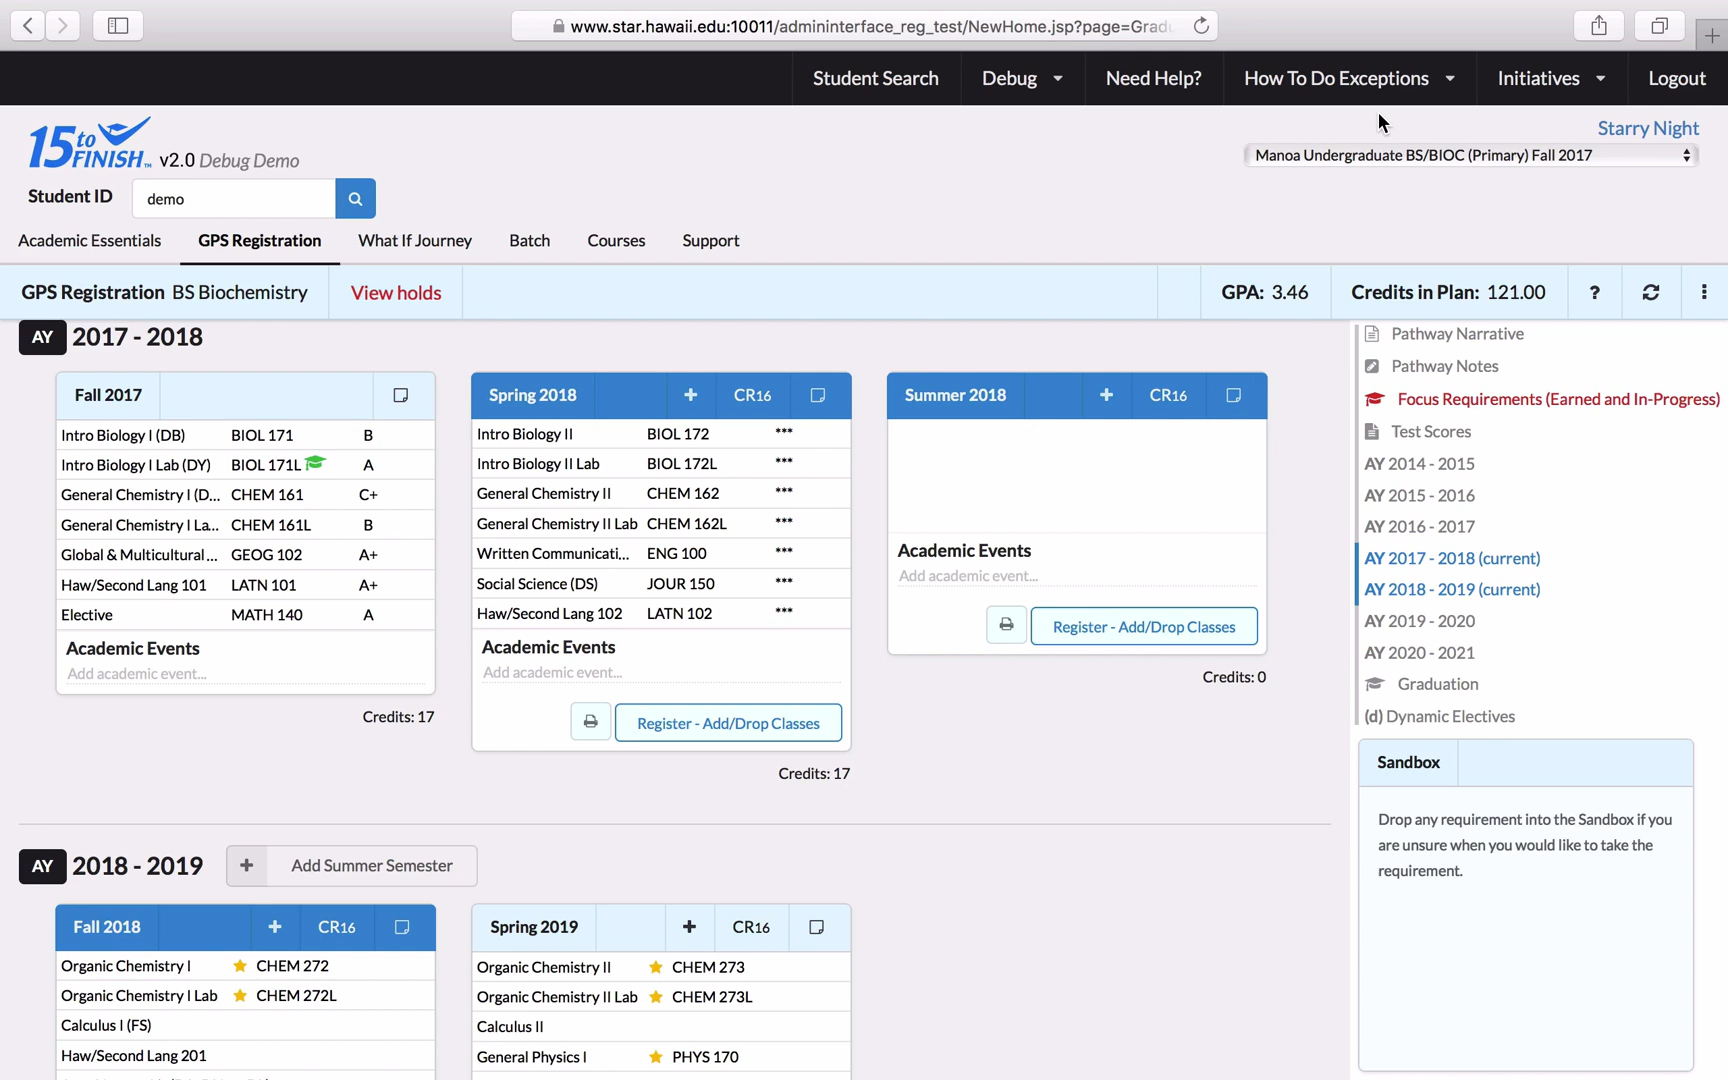 www.star.hawaii.edu:10011/admininterface_reg_test/NewHome.jsp?page=Grad
Student Search Debug Need Help? How To Do Exceptions Initiatives Logout
15 to FINISH™ v2.0 Debug Demo
Starry Night
Manoa Undergraduate BS/BIOC (Primary) Fall 2017
Student ID demo
Academic Essentials GPS Registration What If Journey Batch Courses Support
GPS Registration BS Biochemistry View holds GPA: 3.46 Credits in Plan: 121.00 ?
AY 2017 - 2018
Fall 2017
Intro Biology I (DB) BIOL 171 B
Intro Biology I Lab (DY) BIOL 171L A
General Chemistry I (D... CHEM 161 C+
General Chemistry I La... CHEM 161L B
Global & Multicultural ... GEOG 102 A+
Haw/Second Lang 101 LATN 101 A+
Elective MATH 140 A
Academic Events
Add academic event...
Credits: 17
Spring 2018 + CR16
Intro Biology II BIOL 172 ***
Intro Biology II Lab BIOL 172L ***
General Chemistry II CHEM 162 ***
General Chemistry II Lab CHEM 162L ***
Written Communicati... ENG 100 ***
Social Science (DS) JOUR 150 ***
Haw/Second Lang 102 LATN 102 ***
Academic Events
Add academic event...
Register - Add/Drop Classes
Credits: 17
Summer 2018 + CR16
Academic Events
Add academic event...
Register - Add/Drop Classes
Credits: 0
AY 2018 - 2019 + Add Summer Semester
Fall 2018 + CR16
Organic Chemistry I CHEM 272
Organic Chemistry I Lab CHEM 272L
Calculus I (FS)
Haw/Second Lang 201
Spring 2019 + CR16
Organic Chemistry II CHEM 273
Organic Chemistry II Lab CHEM 273L
Calculus II
General Physics I PHYS 170
Pathway Narrative
Pathway Notes
Focus Requirements (Earned and In-Progress)
Test Scores
AY 2014 - 2015
AY 2015 - 2016
AY 2016 - 2017
AY 2017 - 2018 (current)
AY 2018 - 2019 (current)
AY 2019 - 2020
AY 2020 - 2021
Graduation
(d) Dynamic Electives
Sandbox
Drop any requirement into the Sandbox if you
are unsure when you would like to take the
requirement.